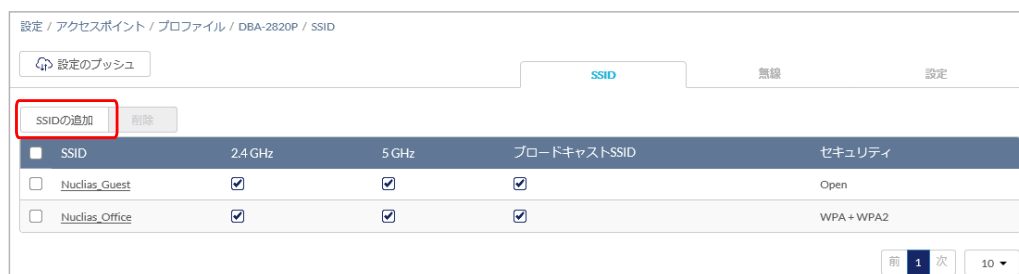 設定 / アクセスポイント / プロファイル / DBA-2820P / SSID
設定のプッシュ
SSID 無線 設定
SSIDの追加 削除
SSID 2.4 GHz 5 GHz ブロードキャストSSID セキュリティ
Nuclias_Guest Open
Nuclias_Office WPA + WPA2
前 1 次 10